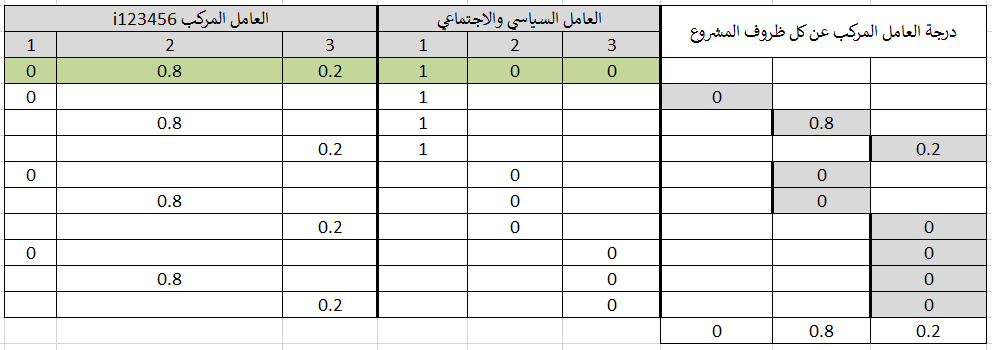 العامل المركب i123456 العامل السياسي والاجتماعي درجة العامل المركب عن كل ظروف المشروع
1 2 3 1 2 3
0 0.8 0.2 1 0 0
0 1 0
0.8 1 0.8
0.2 1 0.2
0 0 0
0.8 0 0
0.2 0 0
0 0 0
0.8 0 0
0.2 0 0
0 0.8 0.2